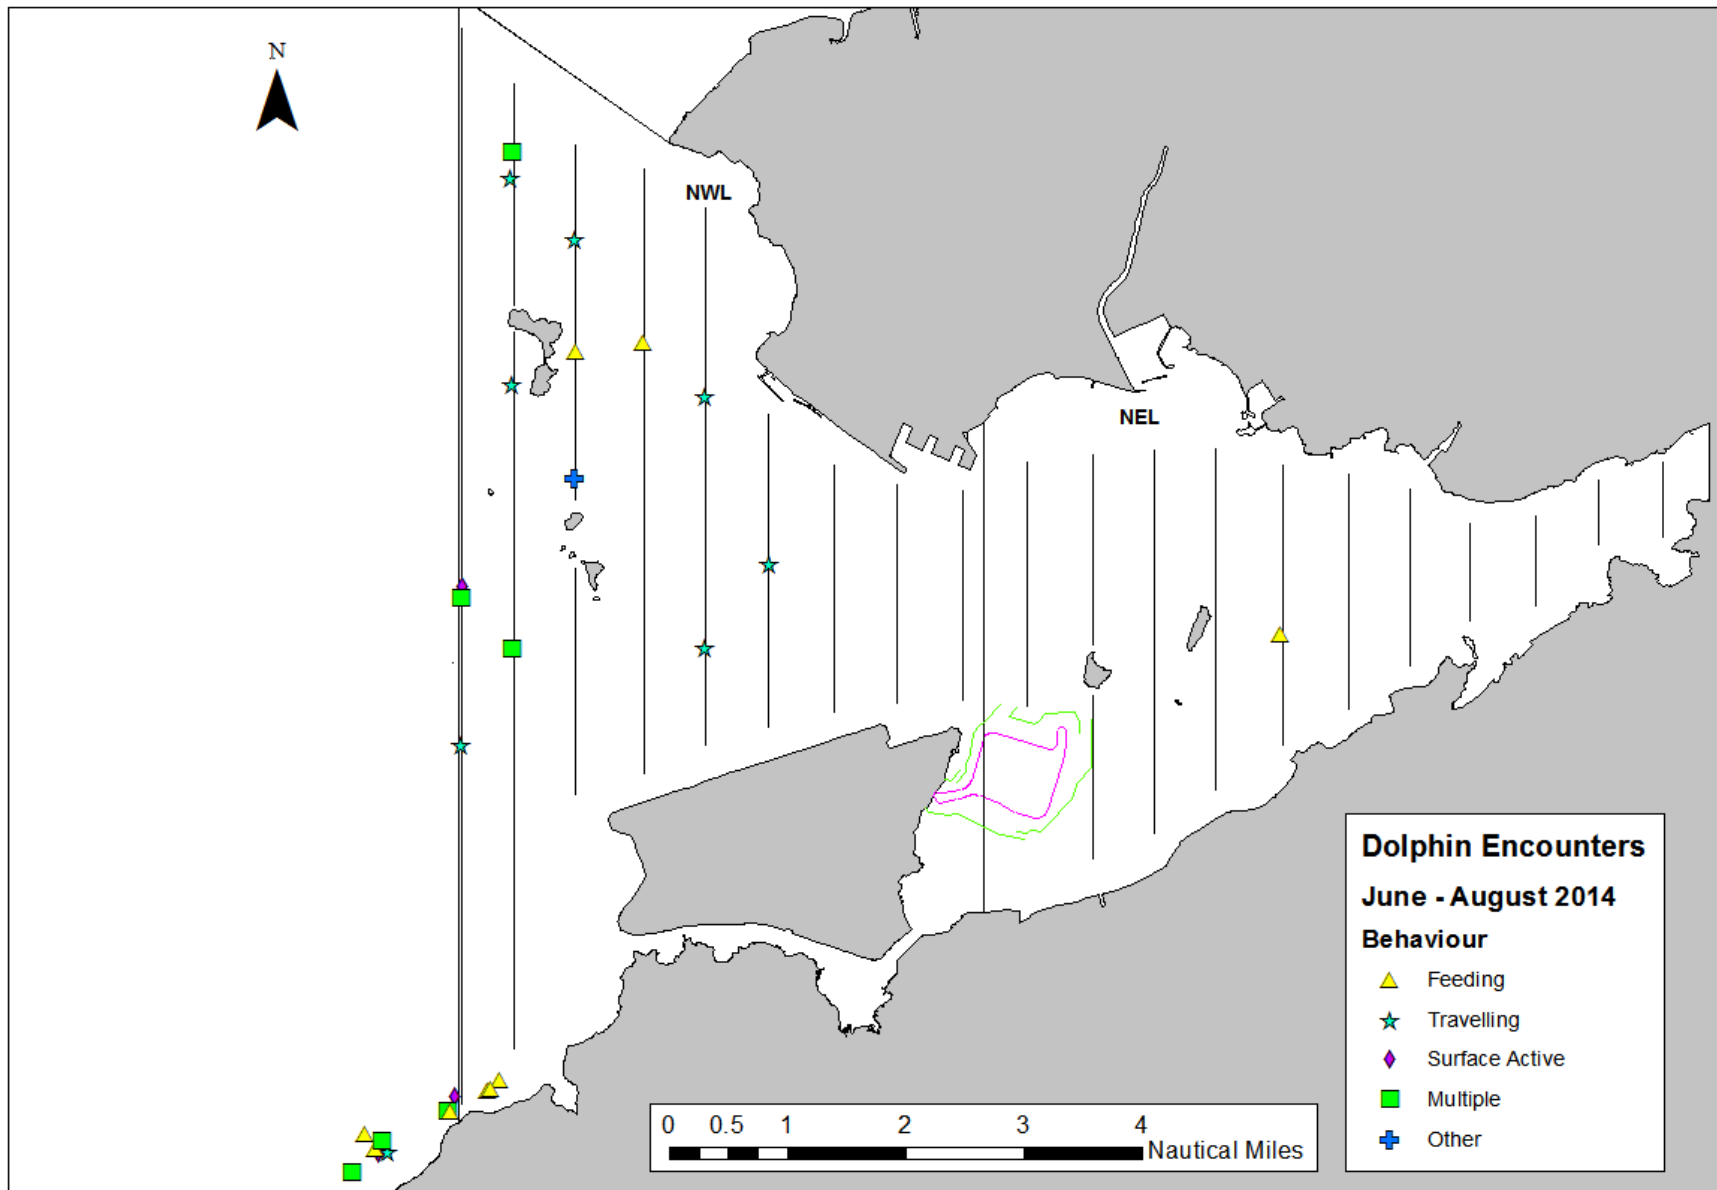 N
NWL
NEL
Dolphin Encounters
June - August 2014
Behaviour
Feeding
Travelling
Surface Active
Multiple
Other
0 0.5 1 2 3 4
Nautical Miles